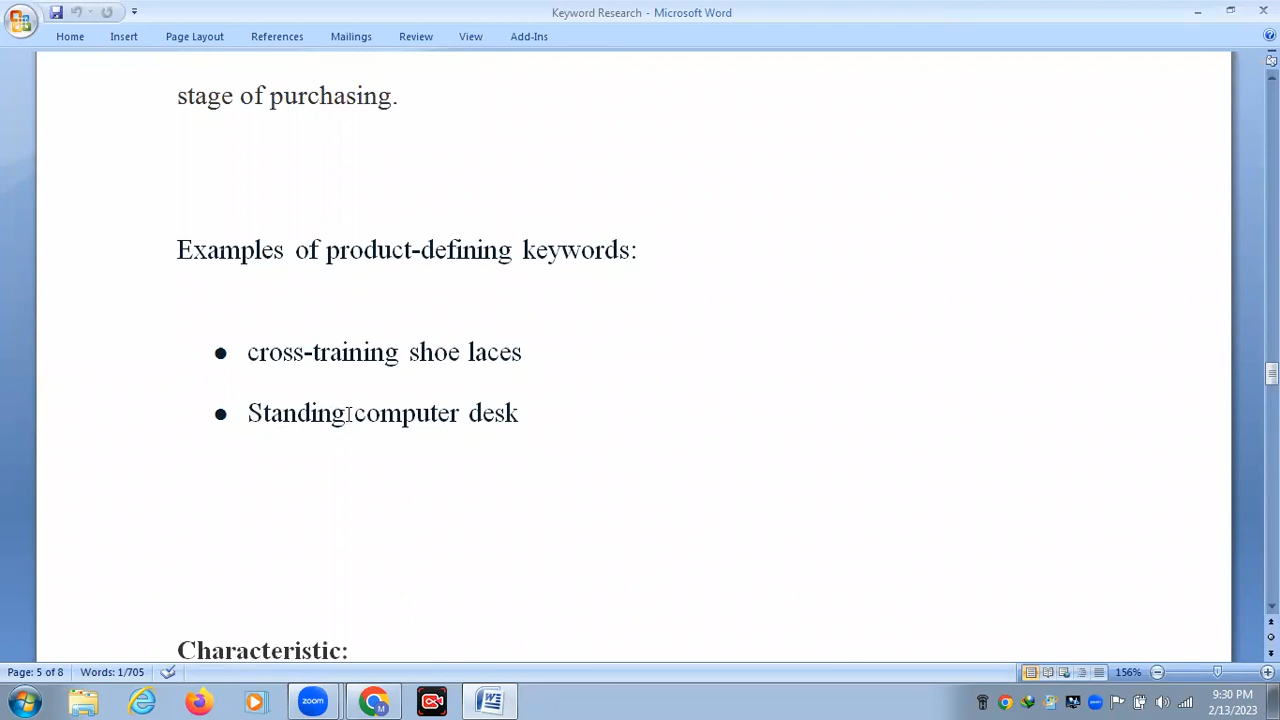 Keyword Research - Microsoft Word
Home Insert Page Layout References Mailings Review View Add-Ins
stage of purchasing.
Examples of product-defining keywords:
● cross-training shoe laces
● Standing computer desk
Characteristic:
Page: 5 of 8 Words: 1/705 156%
zoom
M
9:30 PM
2/13/2023